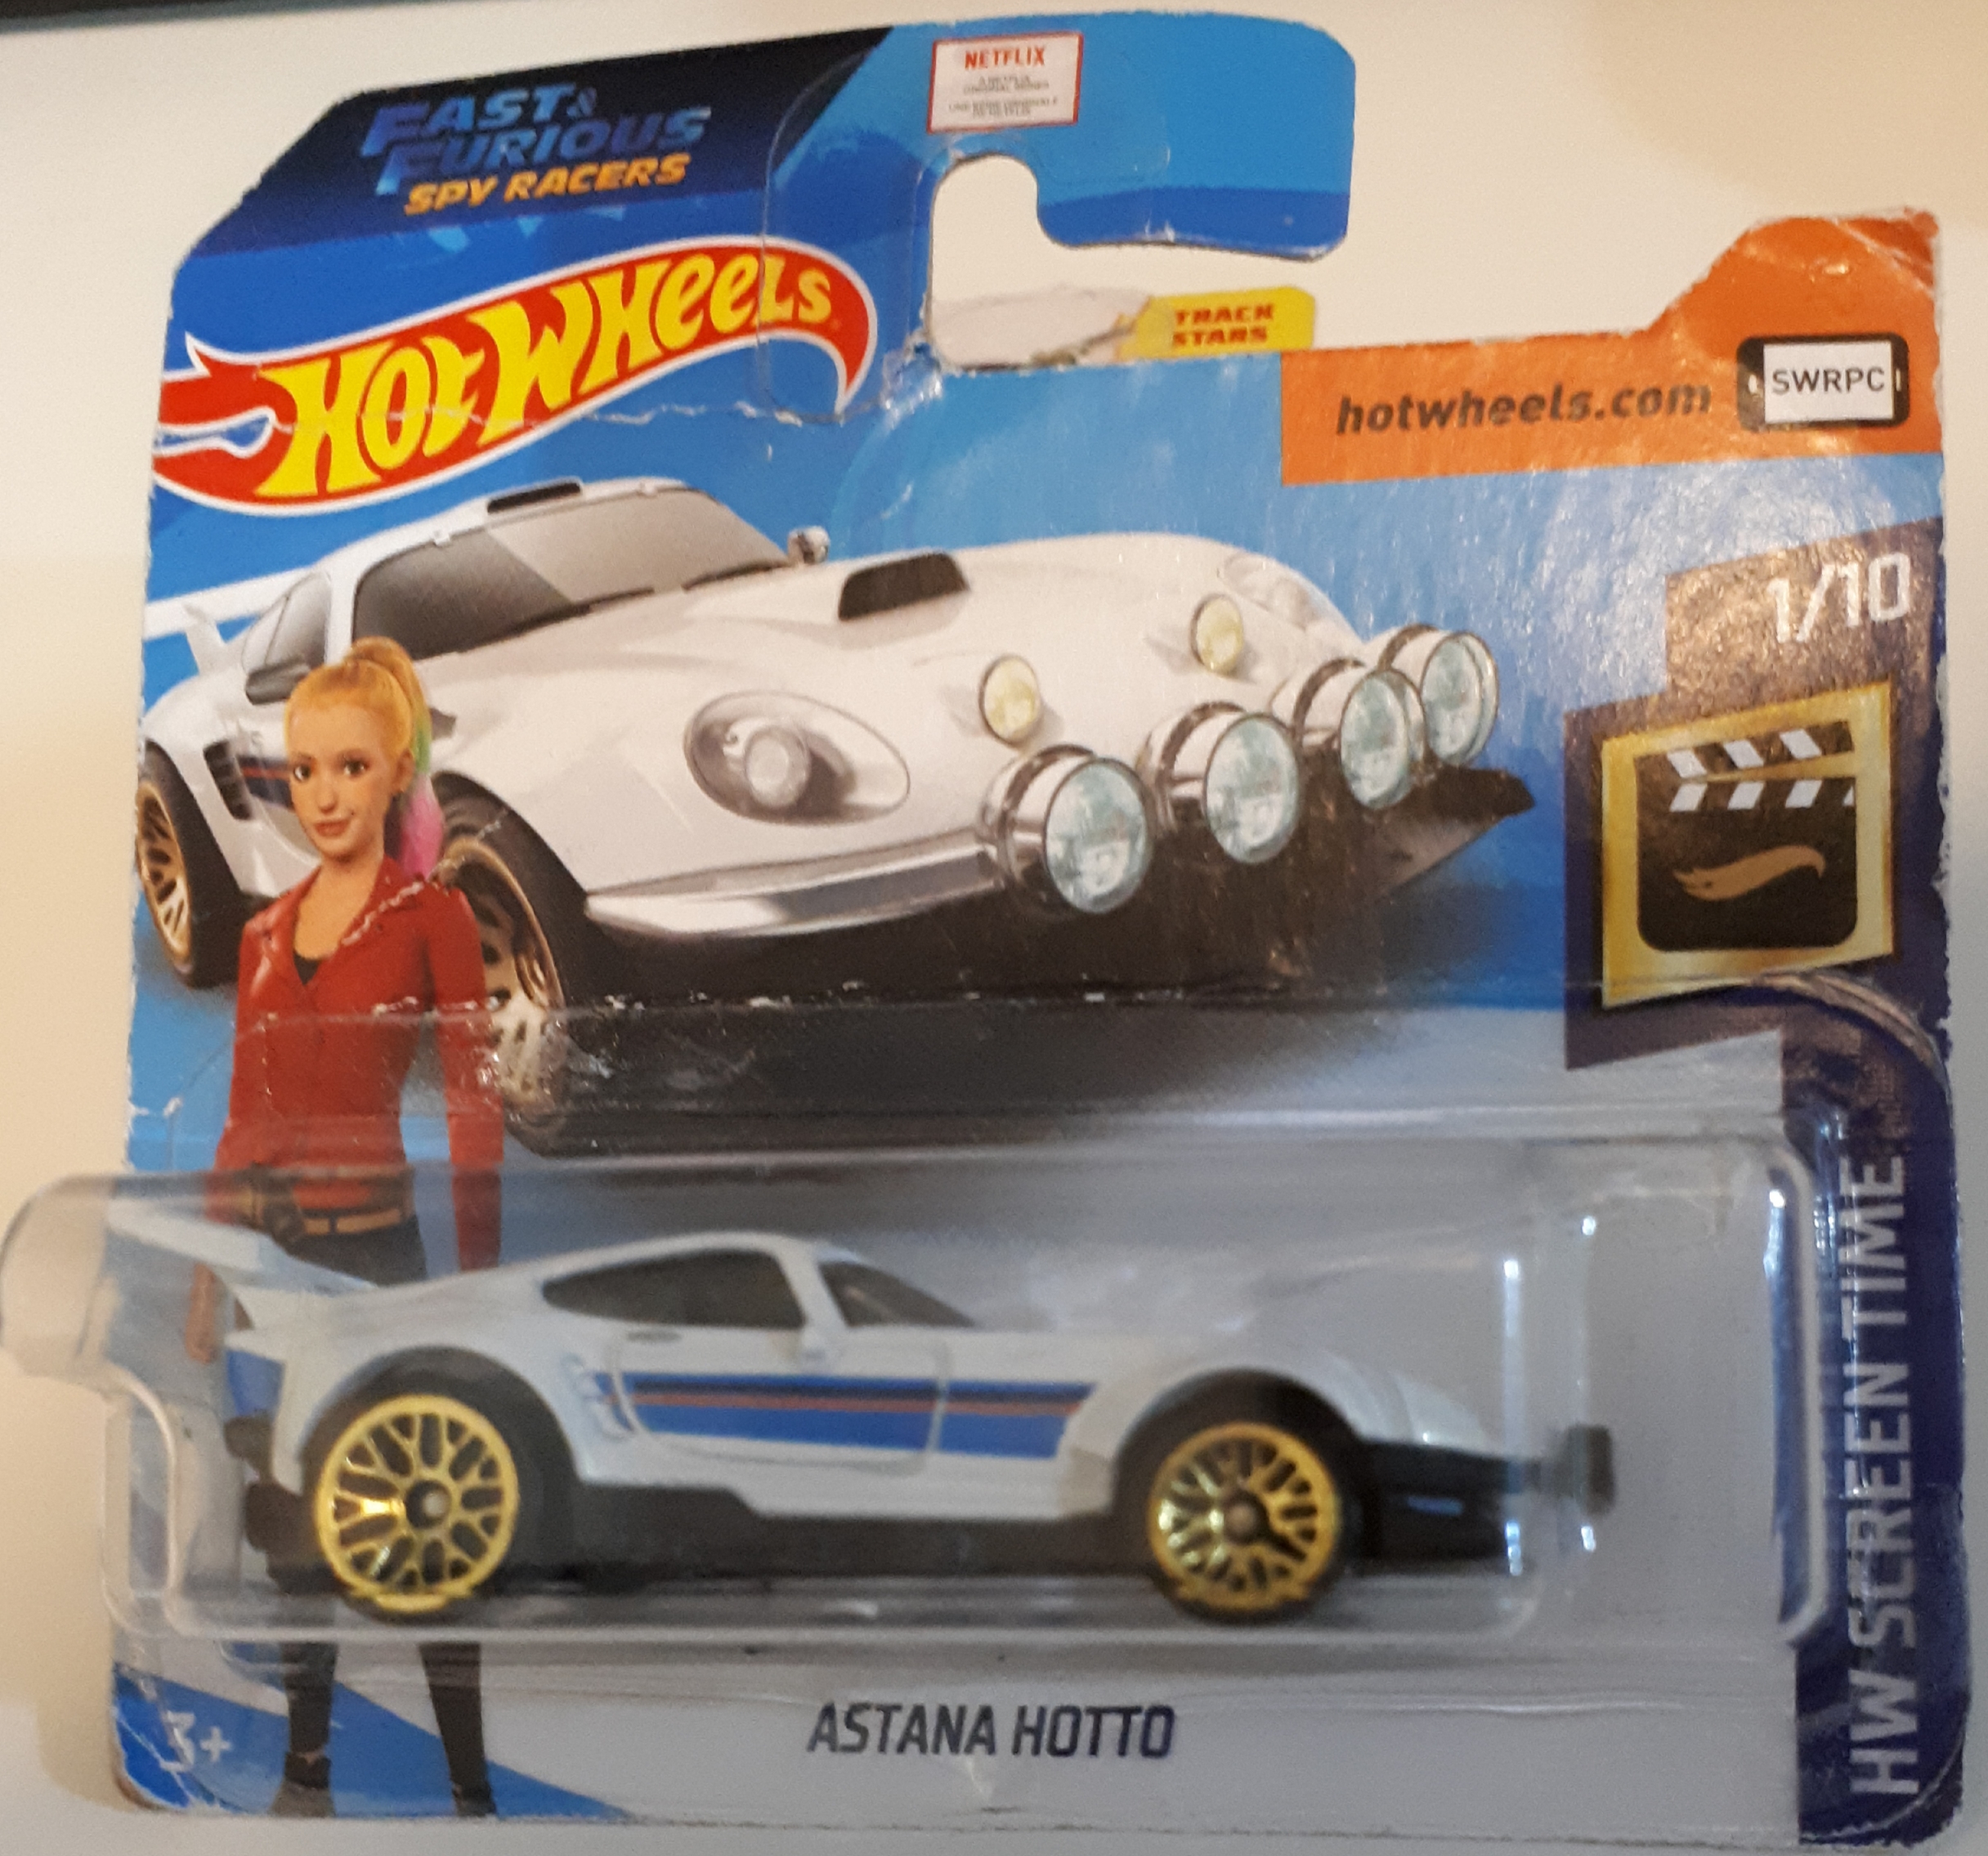 NETFLIX
FAST &
FURIOUS
SPY RACERS
HOT WHEELS
TRACK
STARS
hotwheels.com
SWRPC
1/10
HW SCREEN TIME
ASTANA HOTTO
3+